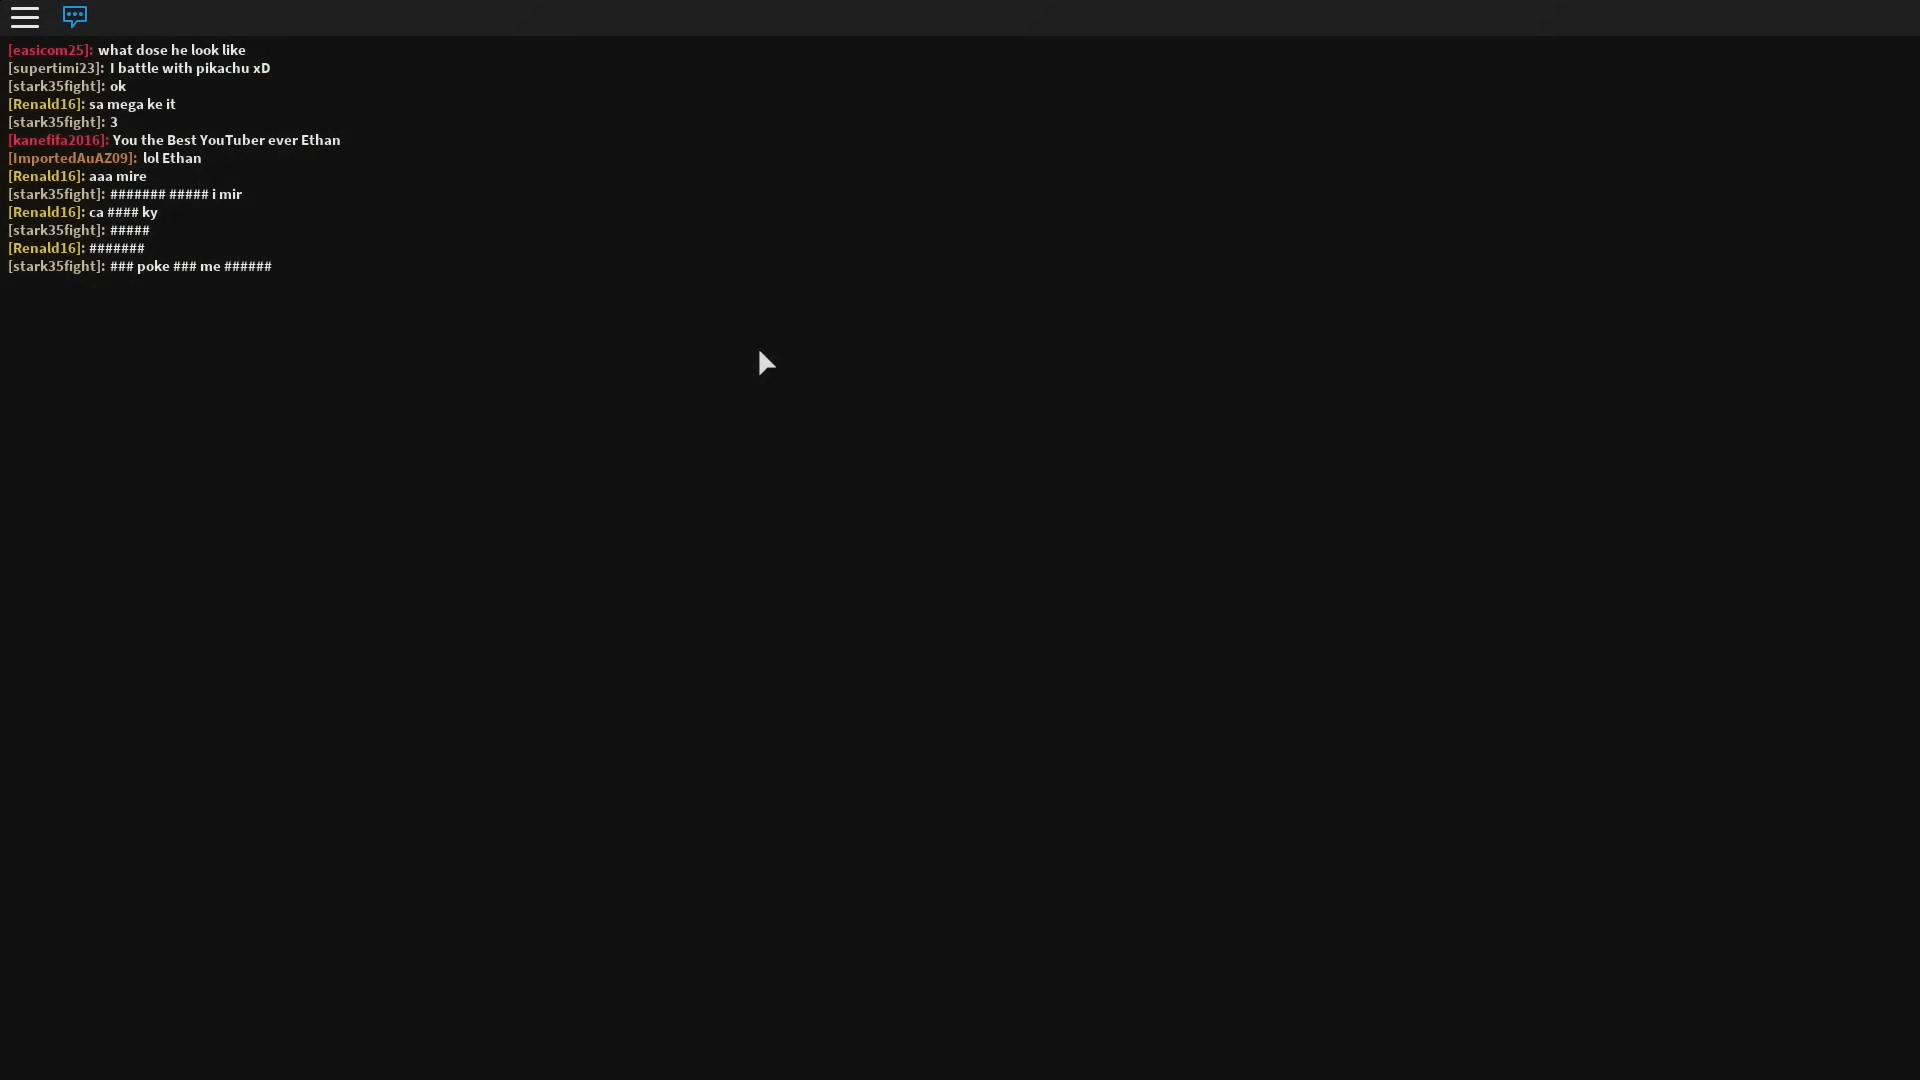 [easicom25]: what dose he look like
[supertimi23]: I battle with pikachu xD
[stark35fight]: ok
[Renald16]: sa mega ke it
[stark35fight]: 3
[kanefifa2016]: You the Best YouTuber ever Ethan
[ImportedAuAZ09]: lol Ethan
[Renald16]: aaa mire
[stark35fight]: ####### ##### i mir
[Renald16]: ca #### ky
[stark35fight]: #####
[Renald16]: #######
[stark35fight]: ### poke ### me ######